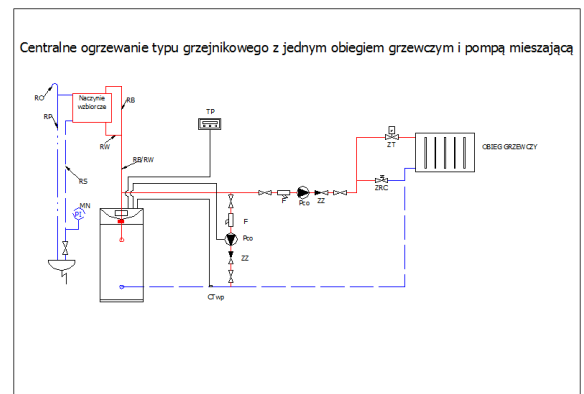 Centralne ogrzewanie typu grzejnikowego z jednym obiegiem grzewczym i pompą mieszającą
RO
Naczynie
wzbiorcze
RB
RP
TP
RW
ZT
OBIEG GRZEWCZY
RB/RW
RS
ZRC
MN
PI
F
Pco
ZZ
F
Pco
ZZ
CTwp